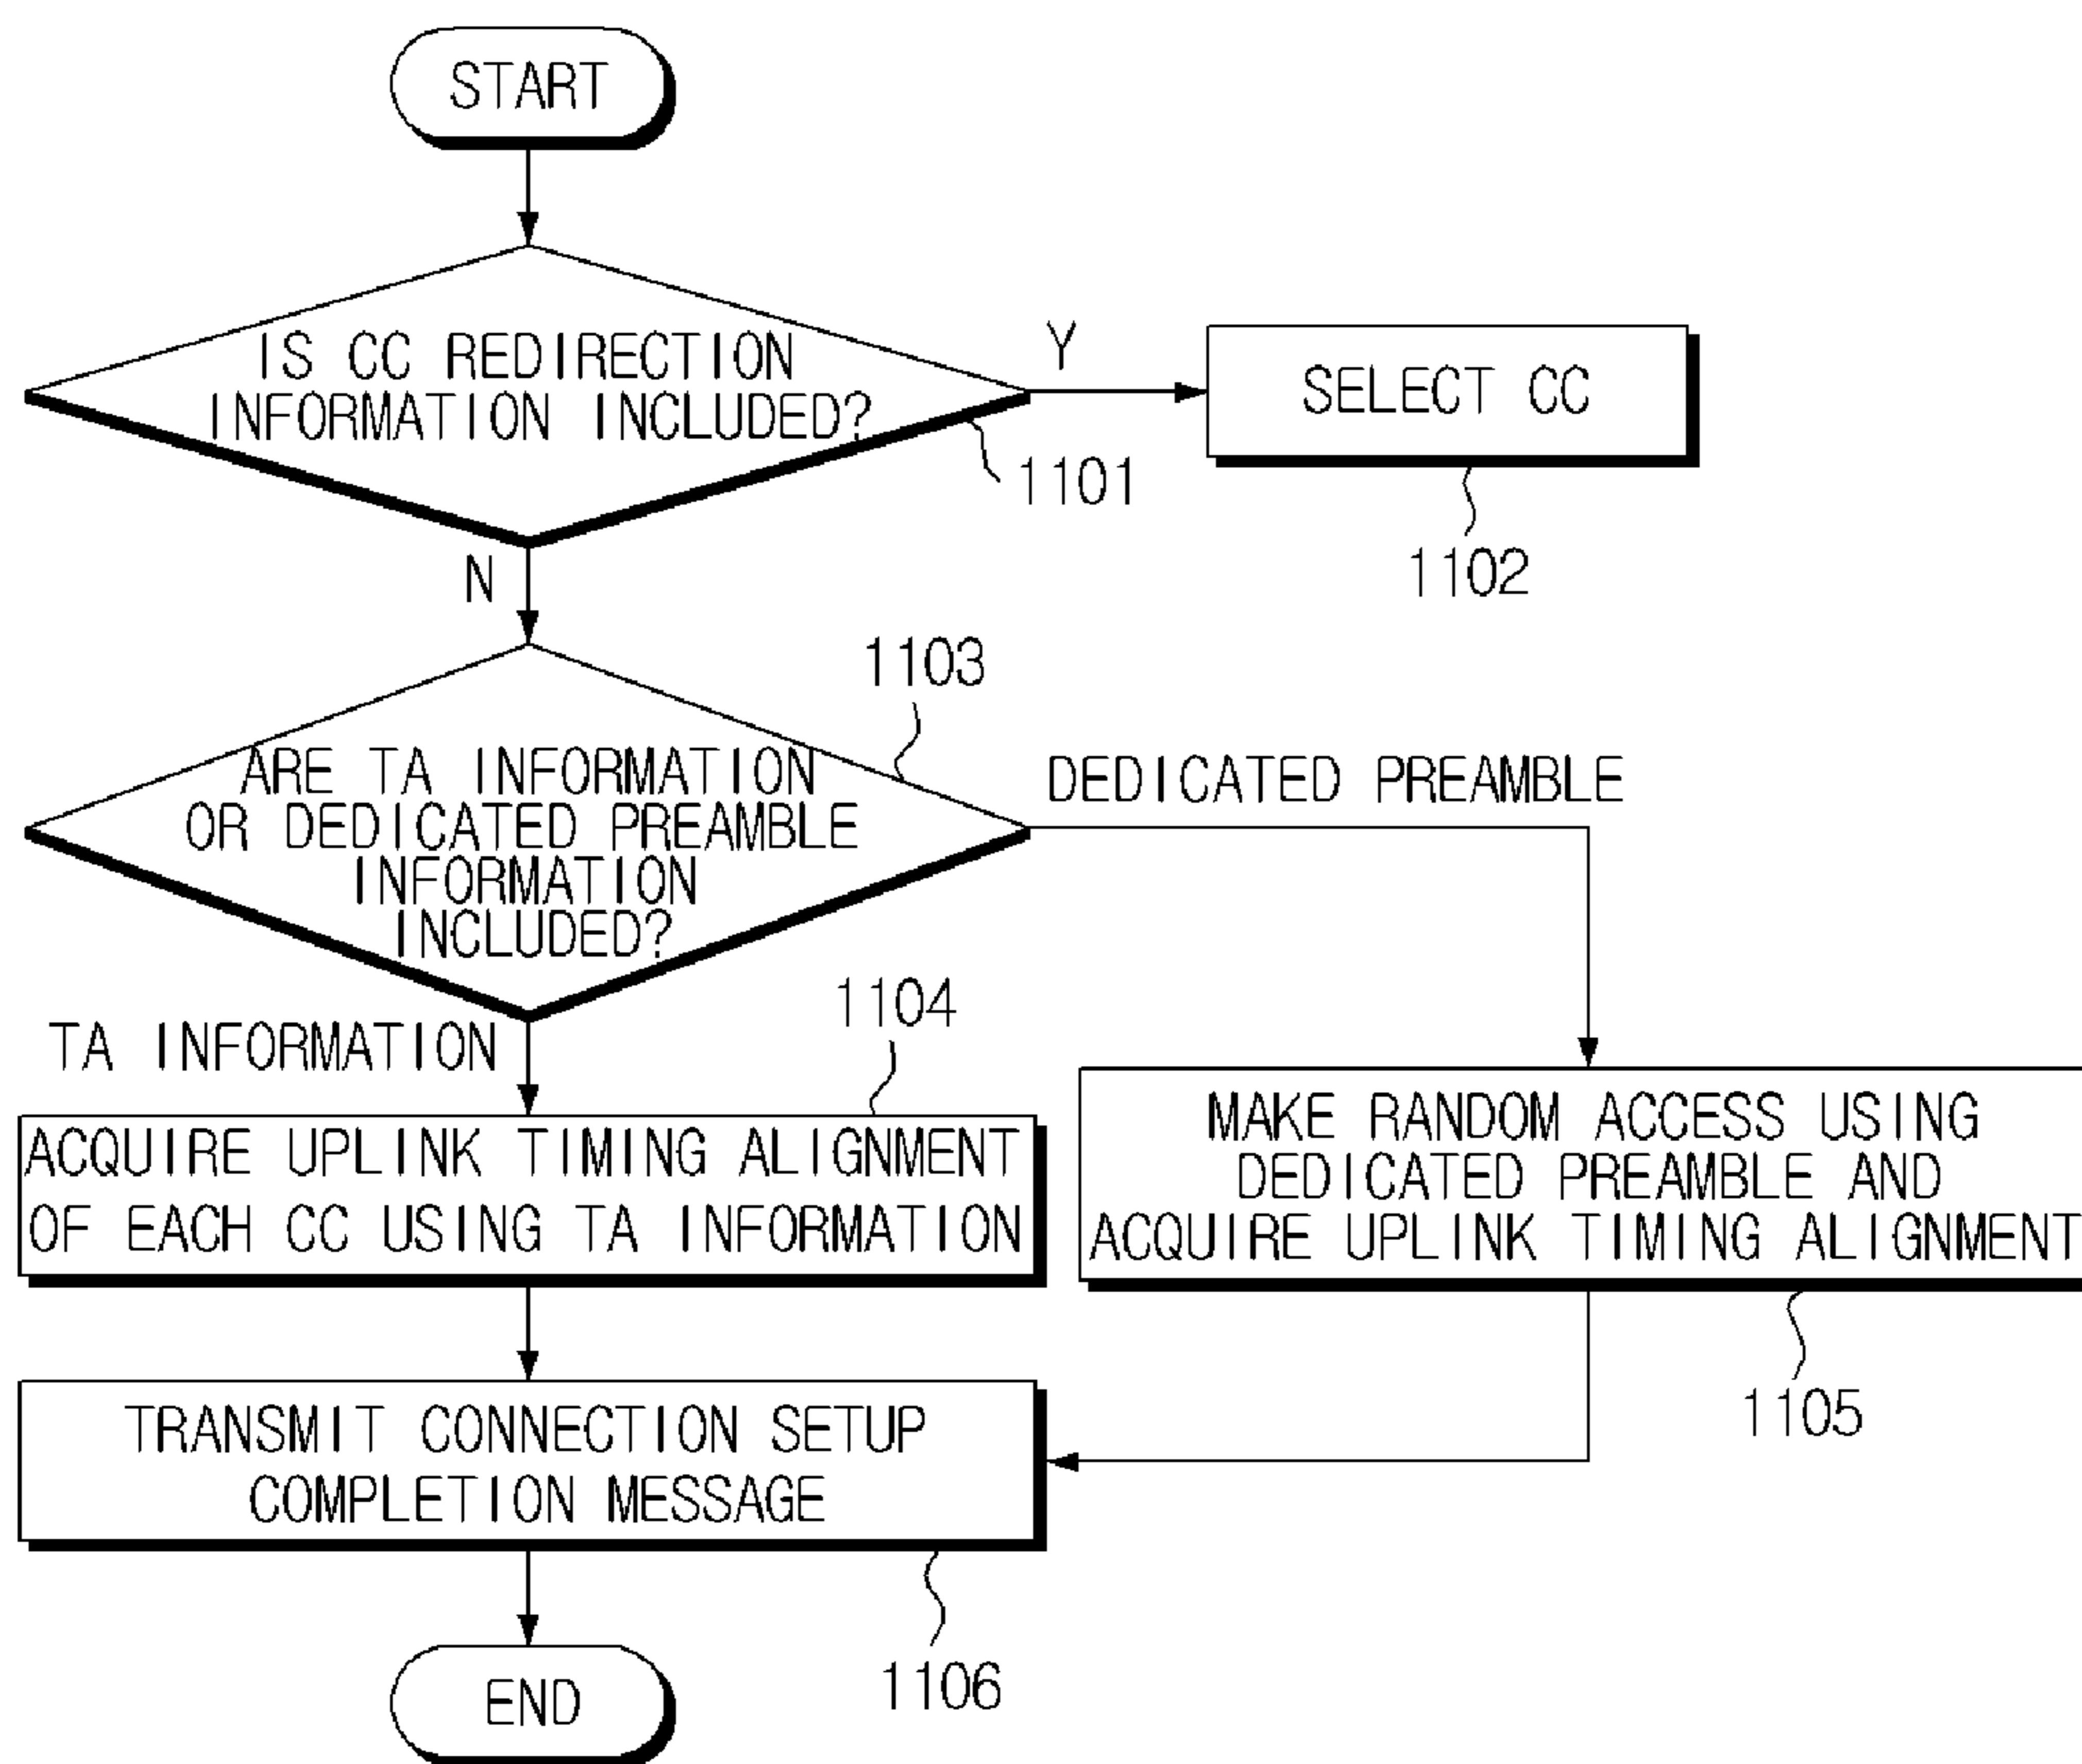 START
IS CC REDIRECTION
INFORMATION INCLUDED?
Y
SELECT CC
1101
1102
N
1103
ARE TA INFORMATION
OR DEDICATED PREAMBLE
INFORMATION
INCLUDED?
DEDICATED PREAMBLE
1104
TA INFORMATION
ACQUIRE UPLINK TIMING ALIGNMENT
OF EACH CC USING TA INFORMATION
MAKE RANDOM ACCESS USING
DEDICATED PREAMBLE AND
ACQUIRE UPLINK TIMING ALIGNMENT
1105
TRANSMIT CONNECTION SETUP
COMPLETION MESSAGE
1106
END